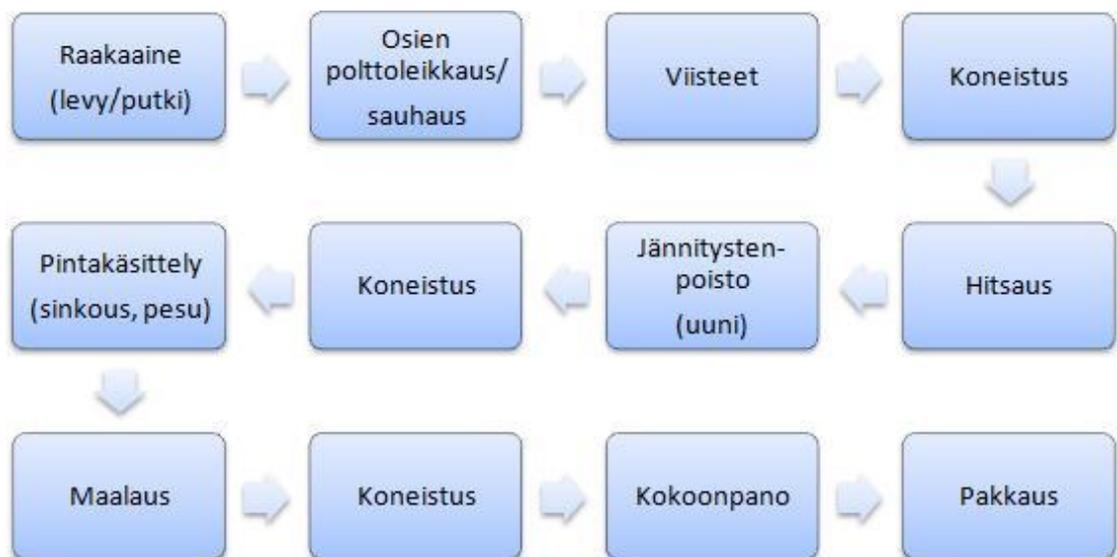 Raakaaine
(levy/putki)
Osien
polttoleikkaus/
sauhaus
Viisteet
Koneistus
Hitsaus
Jännitysten-
poisto
(uuni)
Koneistus
Pintakäsittely
(sinkous, pesu)
Maalaus
Koneistus
Kokoonpano
Pakkaus